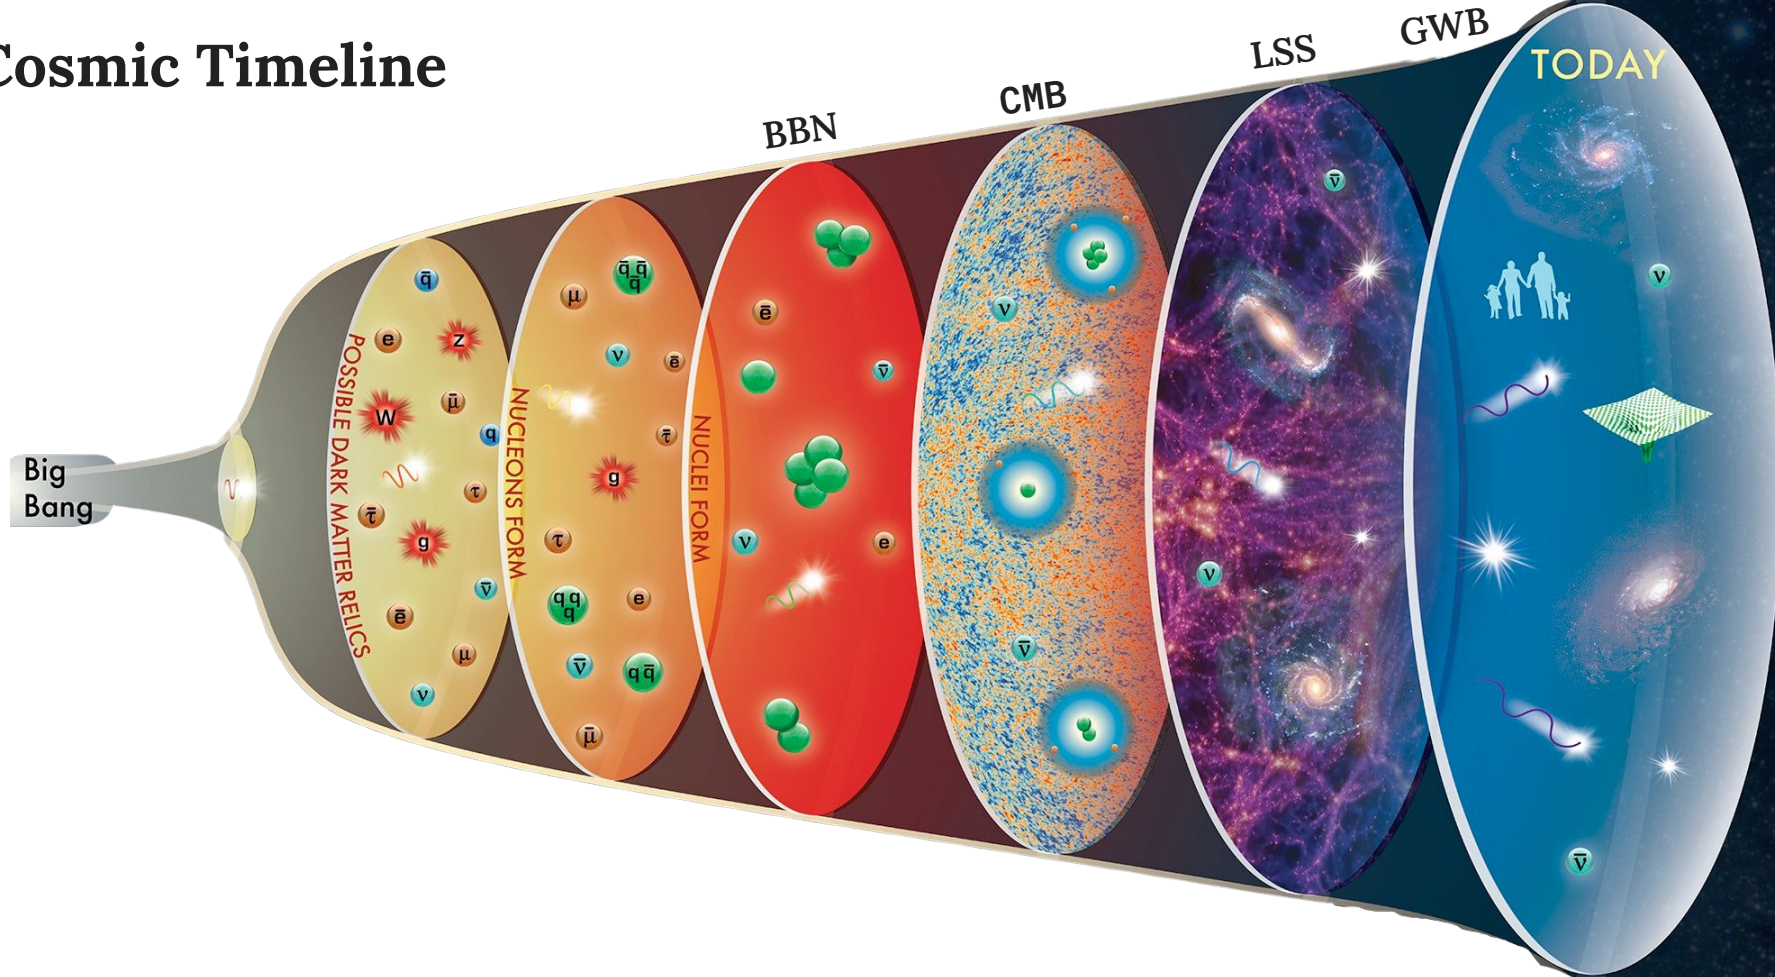 Cosmic Timeline
GWB
LSS
CMB
BBN
TODAY
Big
Bang
POSSIBLE DARK MATTER RELICS
q̄
e
z
W
μ̄
q
τ
τ̄
g
ν̄
ē
μ
ν
NUCLEONS FORM
μ
q̄ q̄
q̄
ν
ē
τ̄
g
τ
q q
q
e
ν̄
q q̄
μ̄
NUCLEI FORM
ē
ν̄
ν
e
ν
ν̄
ν̄
ν
ν
ν̄